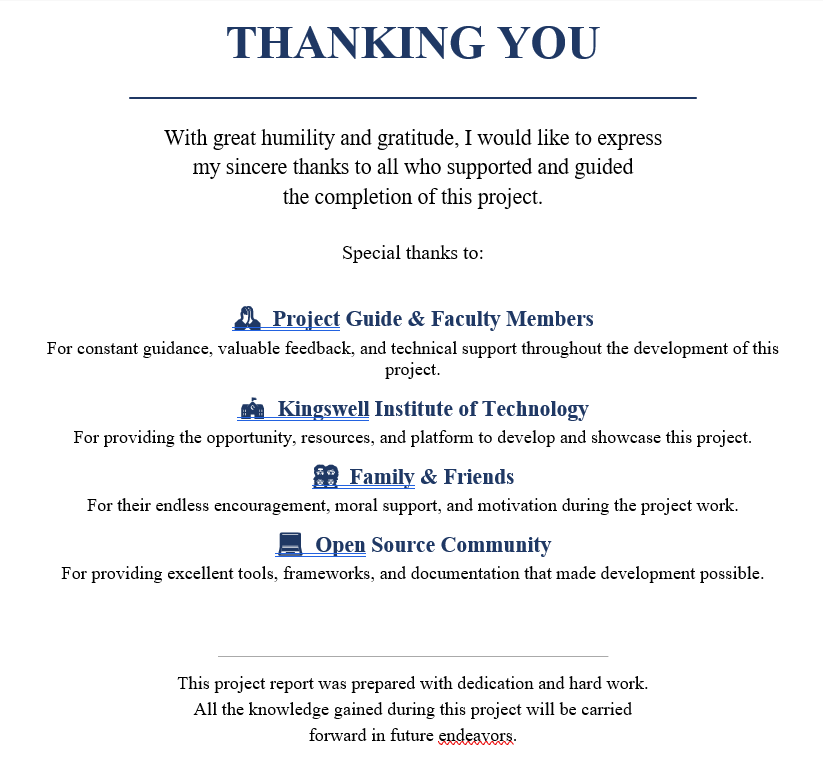 THANKING YOU
With great humility and gratitude, I would like to express
my sincere thanks to all who supported and guided
the completion of this project.
Special thanks to:
Project Guide & Faculty Members
For constant guidance, valuable feedback, and technical support throughout the development of this
project.
Kingswell Institute of Technology
For providing the opportunity, resources, and platform to develop and showcase this project.
Family & Friends
For their endless encouragement, moral support, and motivation during the project work.
Open Source Community
For providing excellent tools, frameworks, and documentation that made development possible.
This project report was prepared with dedication and hard work.
All the knowledge gained during this project will be carried
forward in future endeavors.